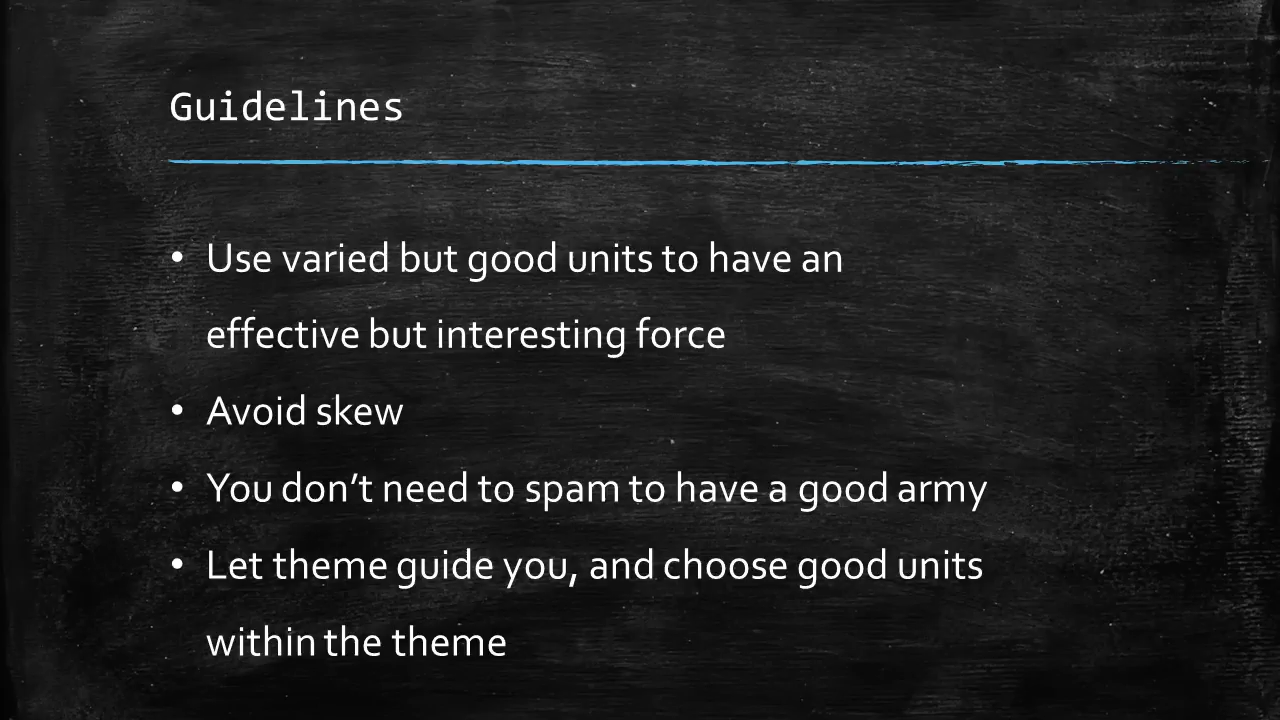 Guidelines
• Use varied but good units to have an
effective but interesting force
• Avoid skew
• You don’t need to spam to have a good army
• Let theme guide you, and choose good units
within the theme